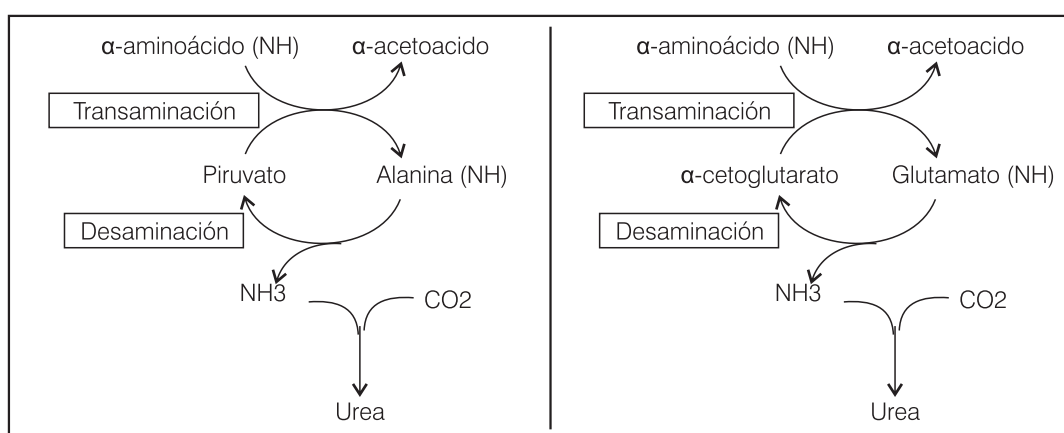 α-aminoácido (NH) α-acetoacido
Transaminación
Piruvato Alanina (NH)
Desaminación
NH3 CO2
Urea
α-aminoácido (NH) α-acetoacido
Transaminación
α-cetoglutarato Glutamato (NH)
Desaminación
NH3 CO2
Urea